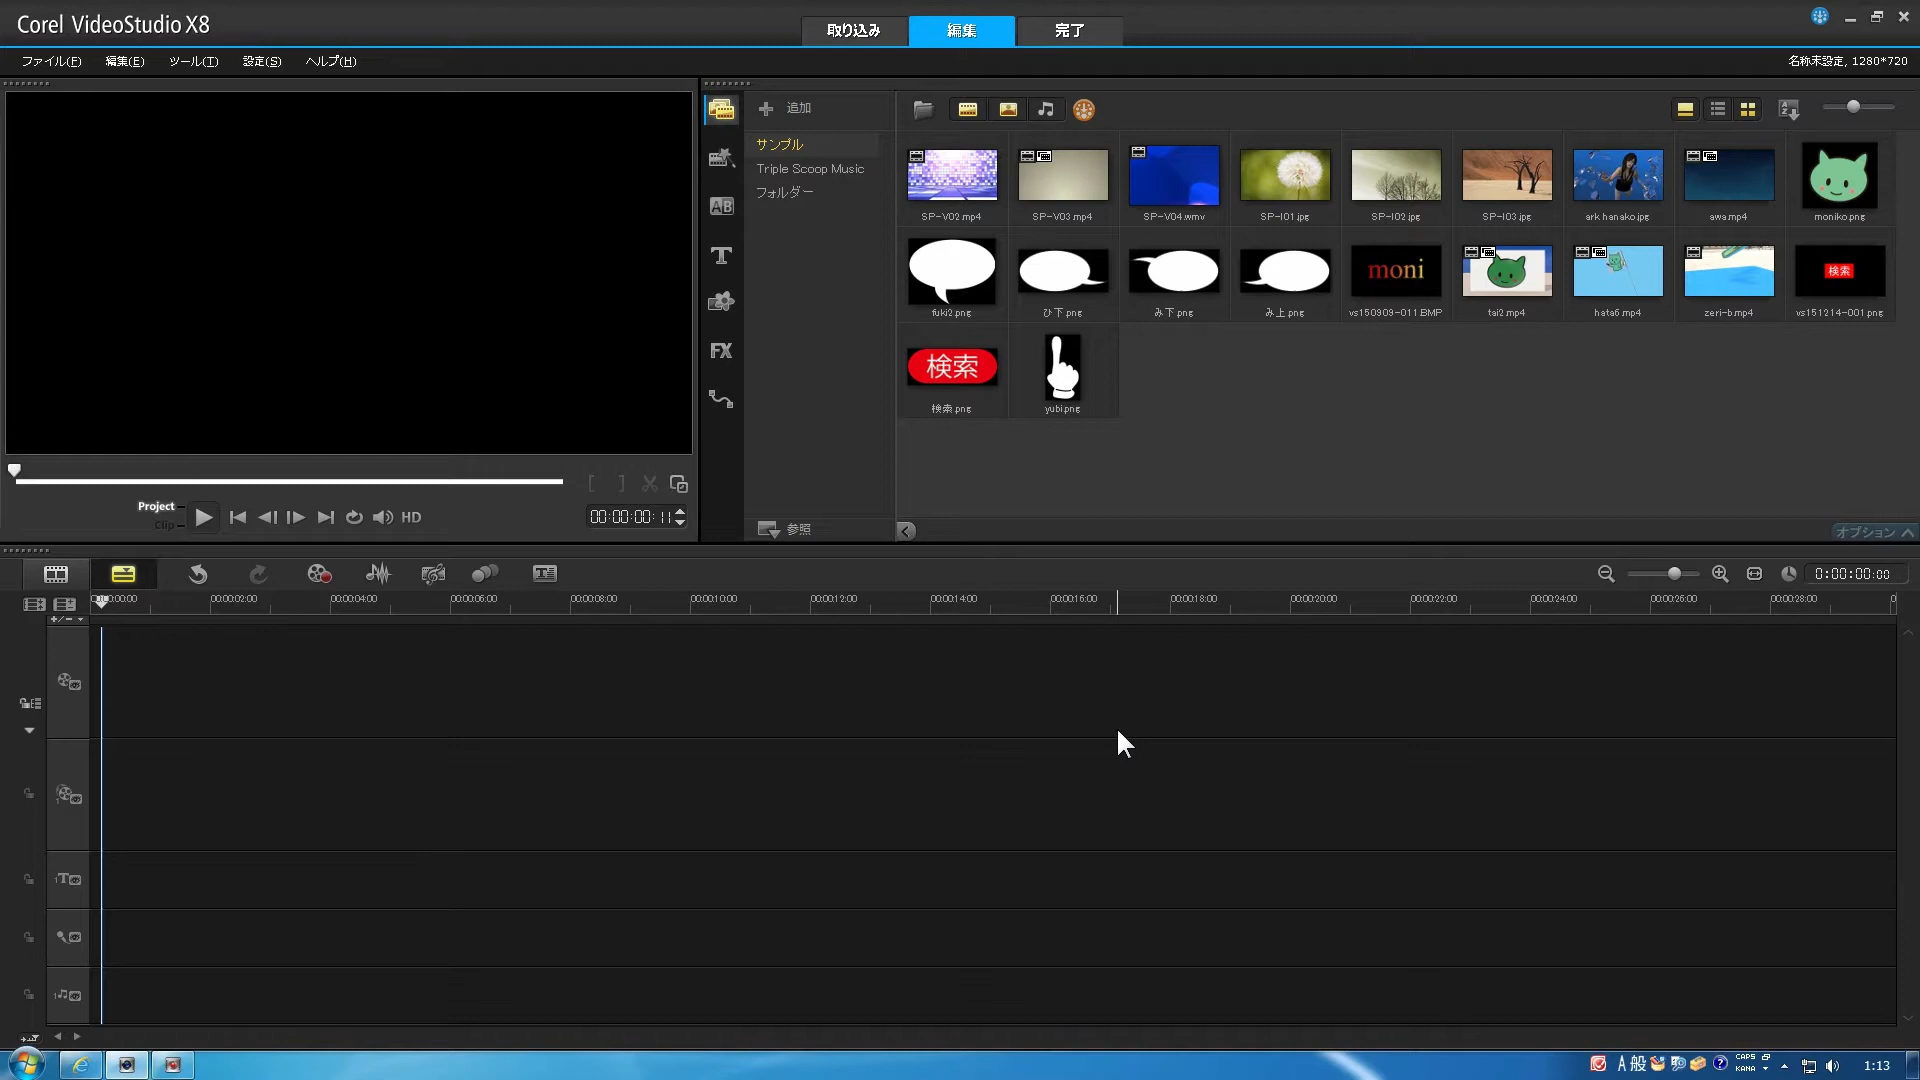 Corel VideoStudio X8
取り込み 編集 完了
ファイル(F) 編集(E) ツール(T) 設定(S) ヘルプ(H)
名称未設定, 1280*720
追加
サンプル
Triple Scoop Music
フォルダー
SP-V02.mp4 SP-V03.mp4 SP-V04.wmv SP-I01.jpg SP-I02.jpg SP-I03.jpg ark hanako.jpg awa.mp4 moniko.png
moni
検索
fuki2.png ひ下.png み下.png み上.png vs150909-011.BMP tai2.mp4 hata6.mp4 zeri-b.mp4 vs151214-001.png
検索
検索.png yubi.png
AB
T
FX
Project
Clip
HD
00:00:00:11
参照
オプション
0:00:00:00
00:00:02:00 00:00:04:00 00:00:06:00 00:00:08:00 00:00:10:00 00:00:12:00 00:00:14:00 00:00:16:00 00:00:18:00 00:00:20:00 00:00:22:00 00:00:24:00 00:00:26:00 00:00:28:00
A 般
CAPS
KANA
1:13